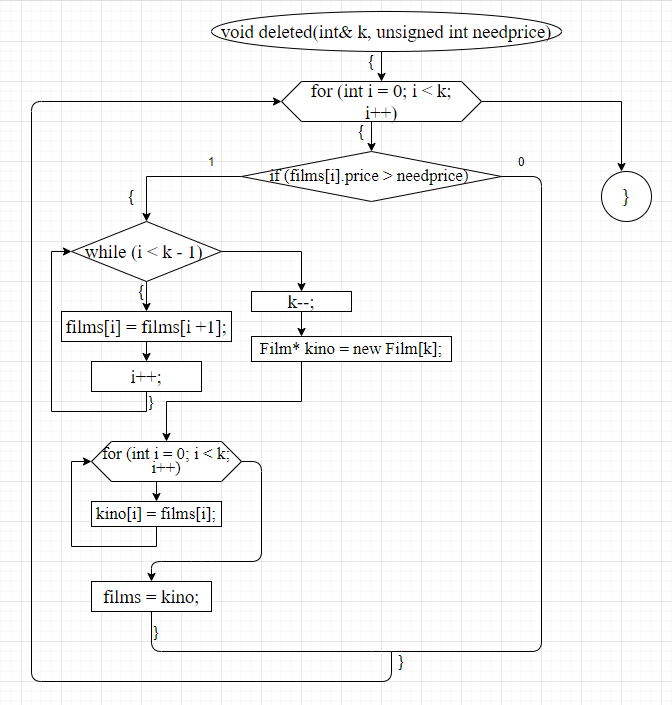 void deleted(int& k, unsigned int needprice)
{
for (int i = 0; i < k;
i++)
{
1
0
if (films[i].price > needprice)
{
}
while (i < k - 1)
{
k--;
films[i] = films[i +1];
Film* kino = new Film[k];
i++;
}
for (int i = 0; i < k;
i++)
kino[i] = films[i];
films = kino;
}
}